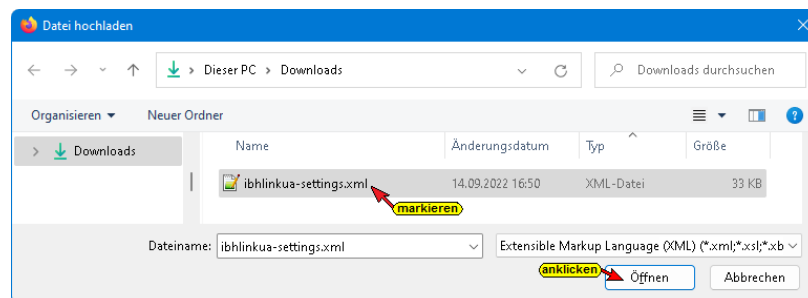 Datei hochladen
Dieser PC > Downloads
Downloads durchsuchen
Organisieren
Neuer Ordner
Downloads
Name Änderungsdatum Typ Größe
ibhlinkua-settings.xml 14.09.2022 16:50 XML-Datei 33 KB
markieren
Dateiname: ibhlinkua-settings.xml Extensible Markup Language (XML) (*.xml;*.xsl;*.xb
anklicken Öffnen Abbrechen